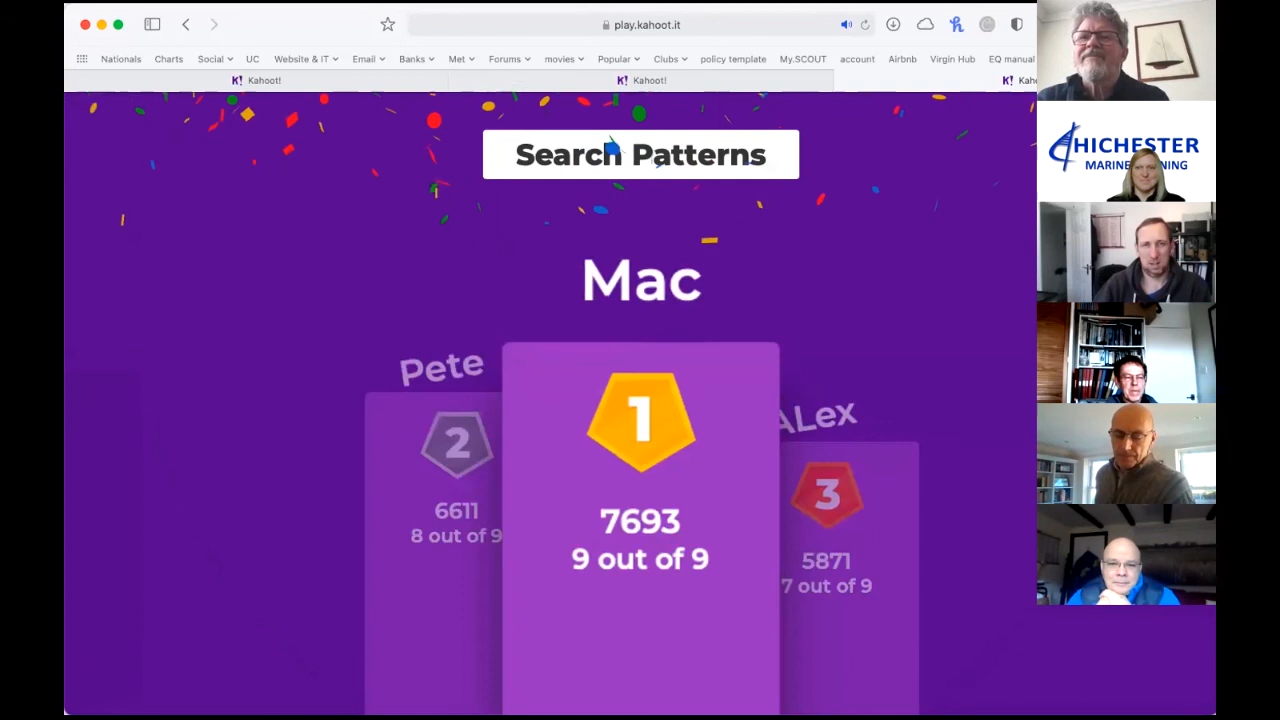 play.kahoot.it
Nationals Charts Social UC Website & IT Email Banks Met Forums movies Popular Clubs policy template My.SCOUT account Airbnb Virgin Hub EQ manual
K! Kahoot! K! Kahoot! K!
Search Patterns
Mac
Pete
ALex
1
2
3
7693
9 out of 9
6611
8 out of 9
5871
7 out of 9
CHICHESTER